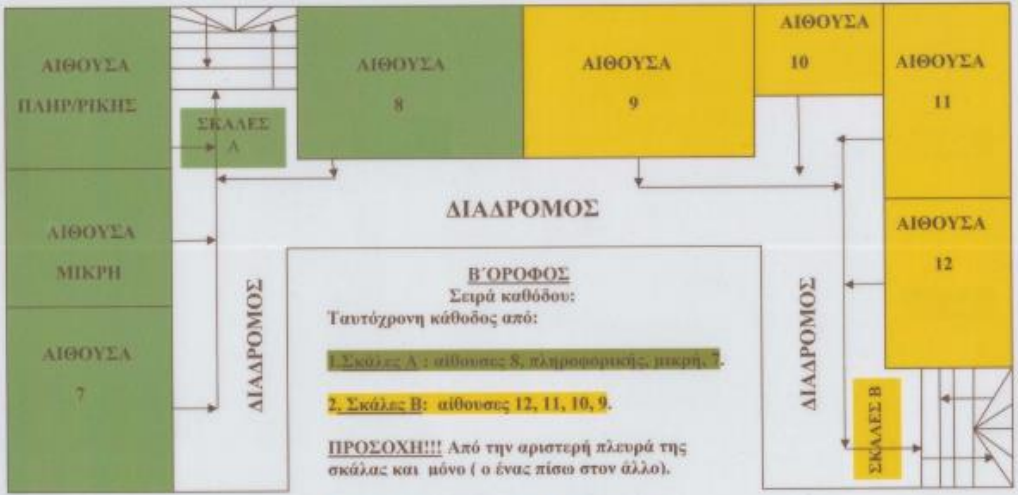 ΑΙΘΟΥΣΑ
ΠΛΗΡ/ΡΙΚΗΣ
ΣΚΑΛΕΣ
Α
ΑΙΘΟΥΣΑ
8
ΑΙΘΟΥΣΑ
9
ΑΙΘΟΥΣΑ
10
ΑΙΘΟΥΣΑ
11
ΔΙΑΔΡΟΜΟΣ
ΑΙΘΟΥΣΑ
ΜΙΚΡΗ
ΑΙΘΟΥΣΑ
12
ΑΙΘΟΥΣΑ
7
ΔΙΑΔΡΟΜΟΣ
Β΄ΟΡΟΦΟΣ
Σειρά καθόδου:
Ταυτόχρονη κάθοδος από:
1.Σκάλες Α : αίθουσες 8, πληροφορικής, μικρή, 7.
2. Σκάλες Β: αίθουσες 12, 11, 10, 9.
ΠΡΟΣΟΧΗ!!! Από την αριστερή πλευρά της
σκάλας και μόνο ( ο ένας πίσω στον άλλο).
ΔΙΑΔΡΟΜΟΣ
ΣΚΑΛΕΣ Β